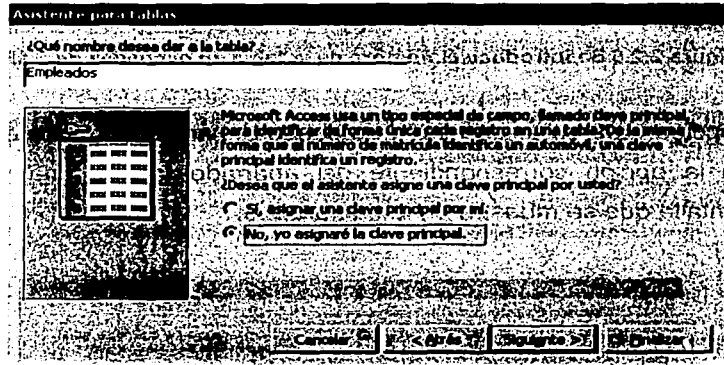 Asistente para tablas
¿Qué nombre desea dar a la tabla?
Empleados
Microsoft Access usa un tipo especial de campo, llamado clave principal,
para identificar de forma única cada registro en una tabla. De la misma
forma que el número de matrícula identifica un automóvil, una clave
principal identifica un registro.
¿Desea que el asistente asigne una clave principal por usted?
Sí, asignar una clave principal por mí.
No, yo asignaré la clave principal.
Cancelar
< Atrás
Siguiente >
Finalizar